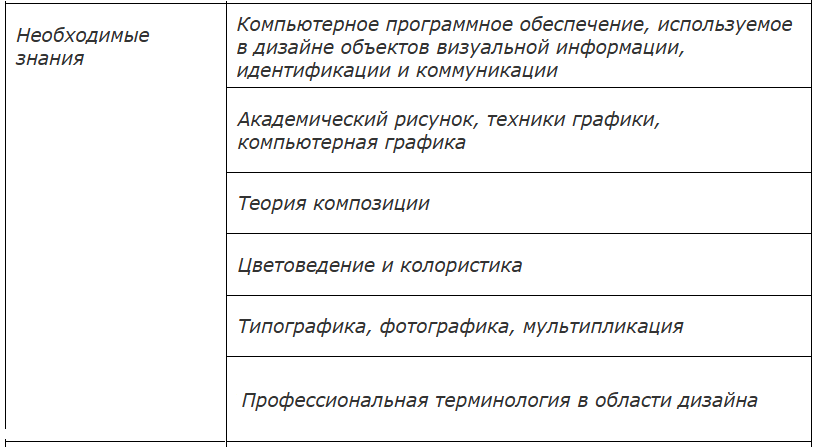 Необходимые
знания
Компьютерное программное обеспечение, используемое
в дизайне объектов визуальной информации,
идентификации и коммуникации
Академический рисунок, техники графики,
компьютерная графика
Теория композиции
Цветоведение и колористика
Типографика, фотографика, мультипликация
Профессиональная терминология в области дизайна